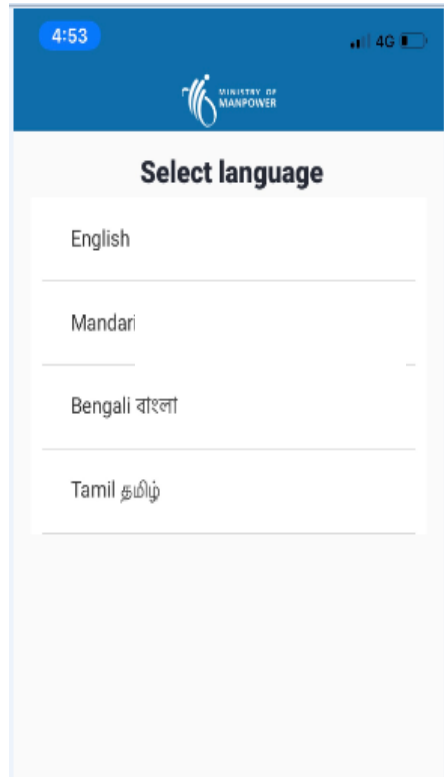 4:53
4G
MINISTRY OF
MANPOWER
Select language
English
Mandari
Bengali বাংলা
Tamil தமிழ்